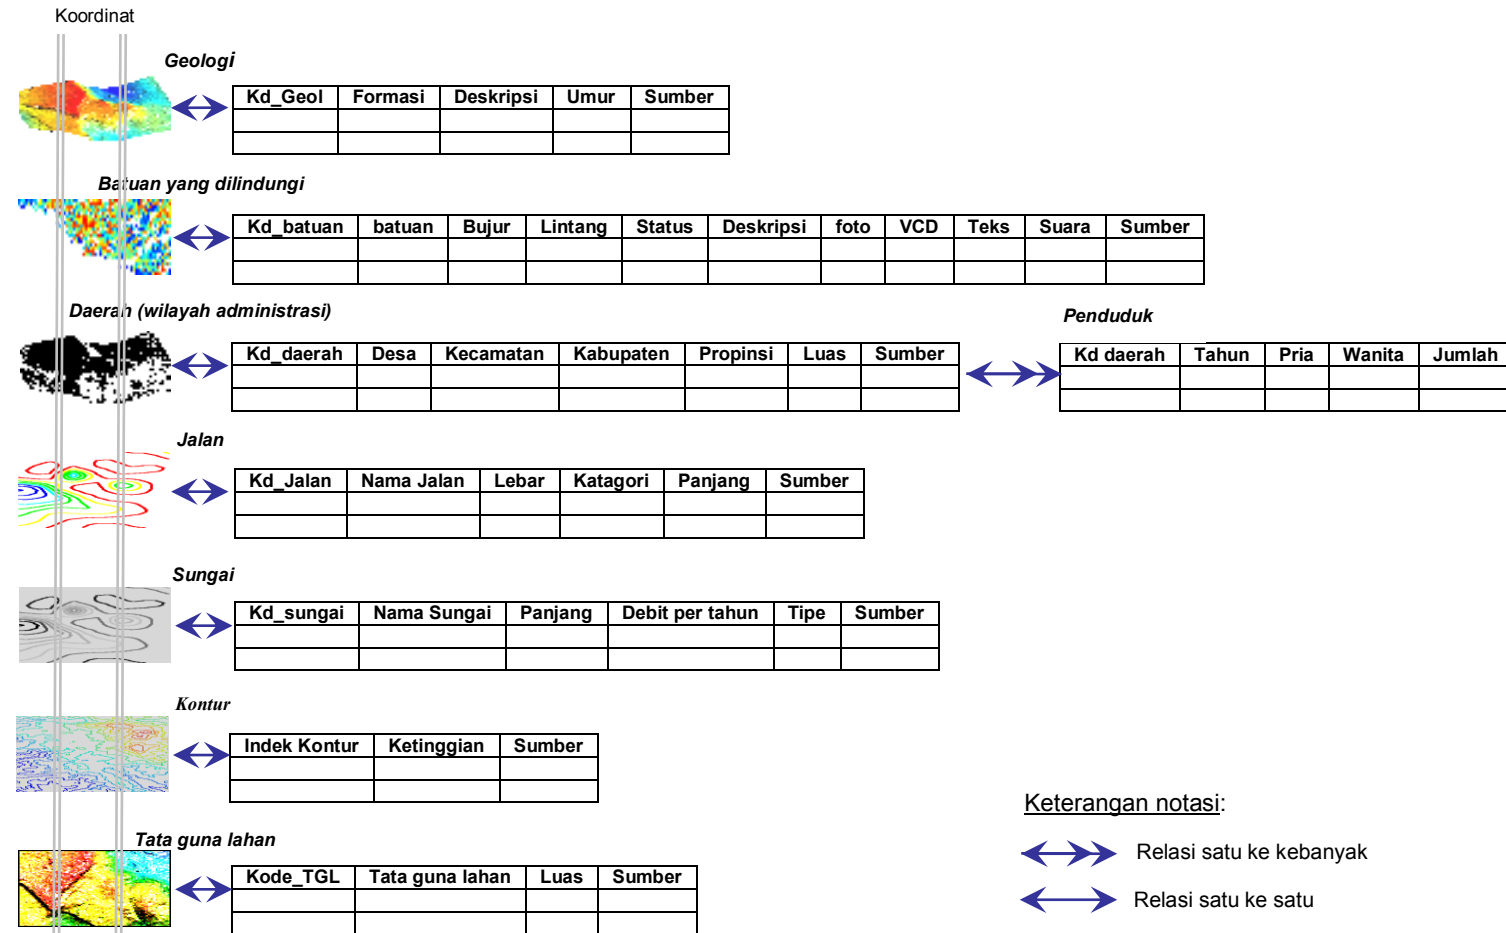 Koordinat
Geologi
Kd_Geol Formasi Deskripsi Umur Sumber
Batuan yang dilindungi
Kd_batuan batuan Bujur Lintang Status Deskripsi foto VCD Teks Suara Sumber
Daerah (wilayah administrasi)
Penduduk
Kd_daerah Desa Kecamatan Kabupaten Propinsi Luas Sumber
Kd daerah Tahun Pria Wanita Jumlah
Jalan
Kd_Jalan Nama Jalan Lebar Katagori Panjang Sumber
Sungai
Kd_sungai Nama Sungai Panjang Debit per tahun Tipe Sumber
Kontur
Indek Kontur Ketinggian Sumber
Keterangan notasi:
Tata guna lahan
Relasi satu ke kebanyak
Kode_TGL Tata guna lahan Luas Sumber
Relasi satu ke satu